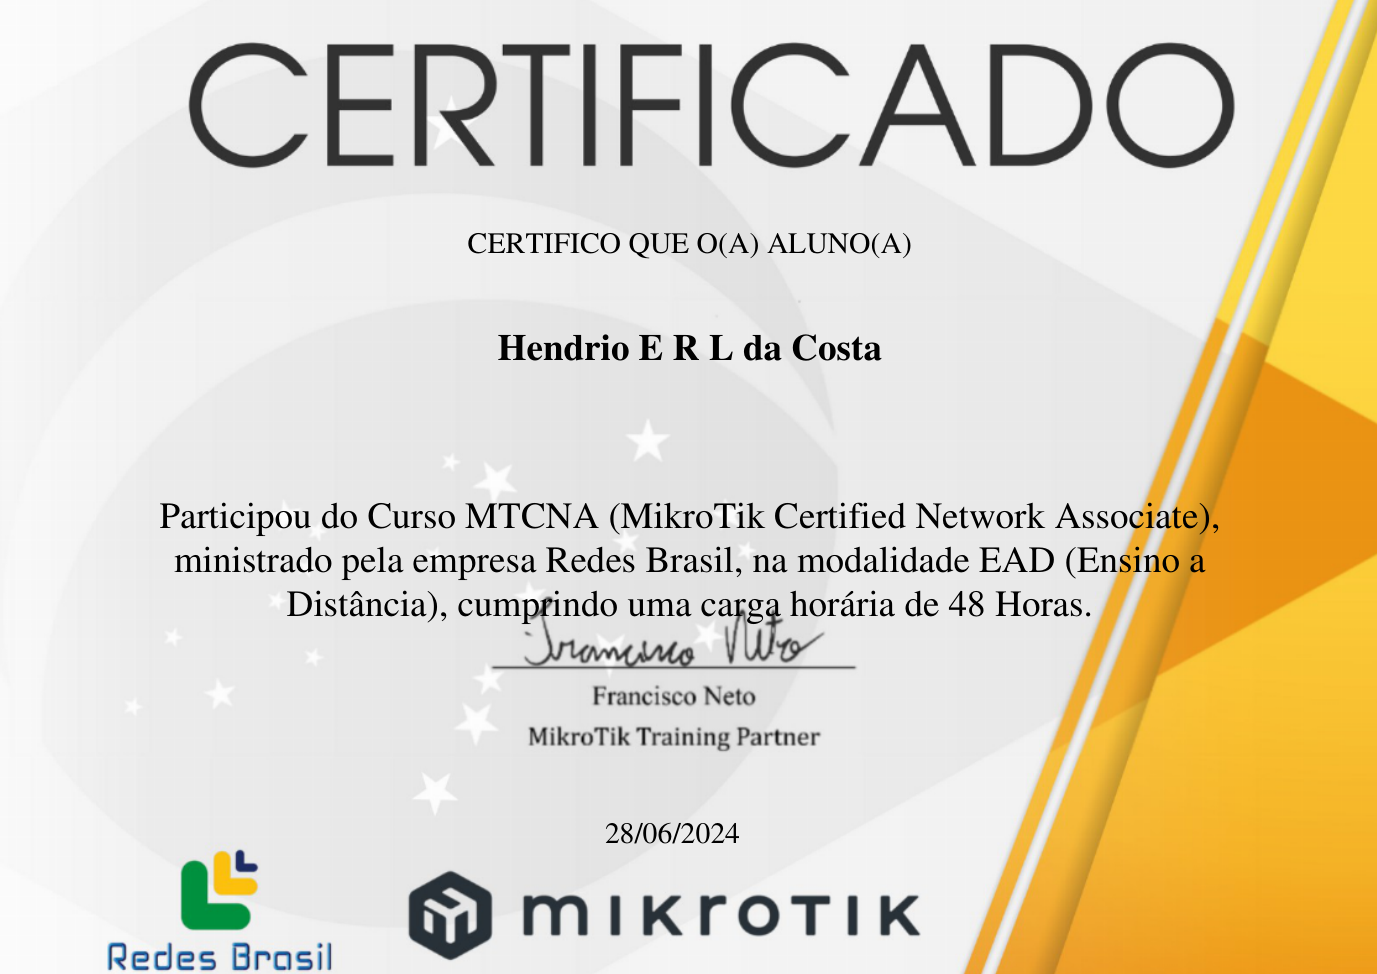 CERTIFICADO
CERTIFICO QUE O(A) ALUNO(A)
Hendrio E R L da Costa
Participou do Curso MTCNA (MikroTik Certified Network Associate),
ministrado pela empresa Redes Brasil, na modalidade EAD (Ensino a
Distância), cumprindo uma carga horária de 48 Horas.
Francisco Neto
Francisco Neto
MikroTik Training Partner
28/06/2024
Redes Brasil
mikrotik